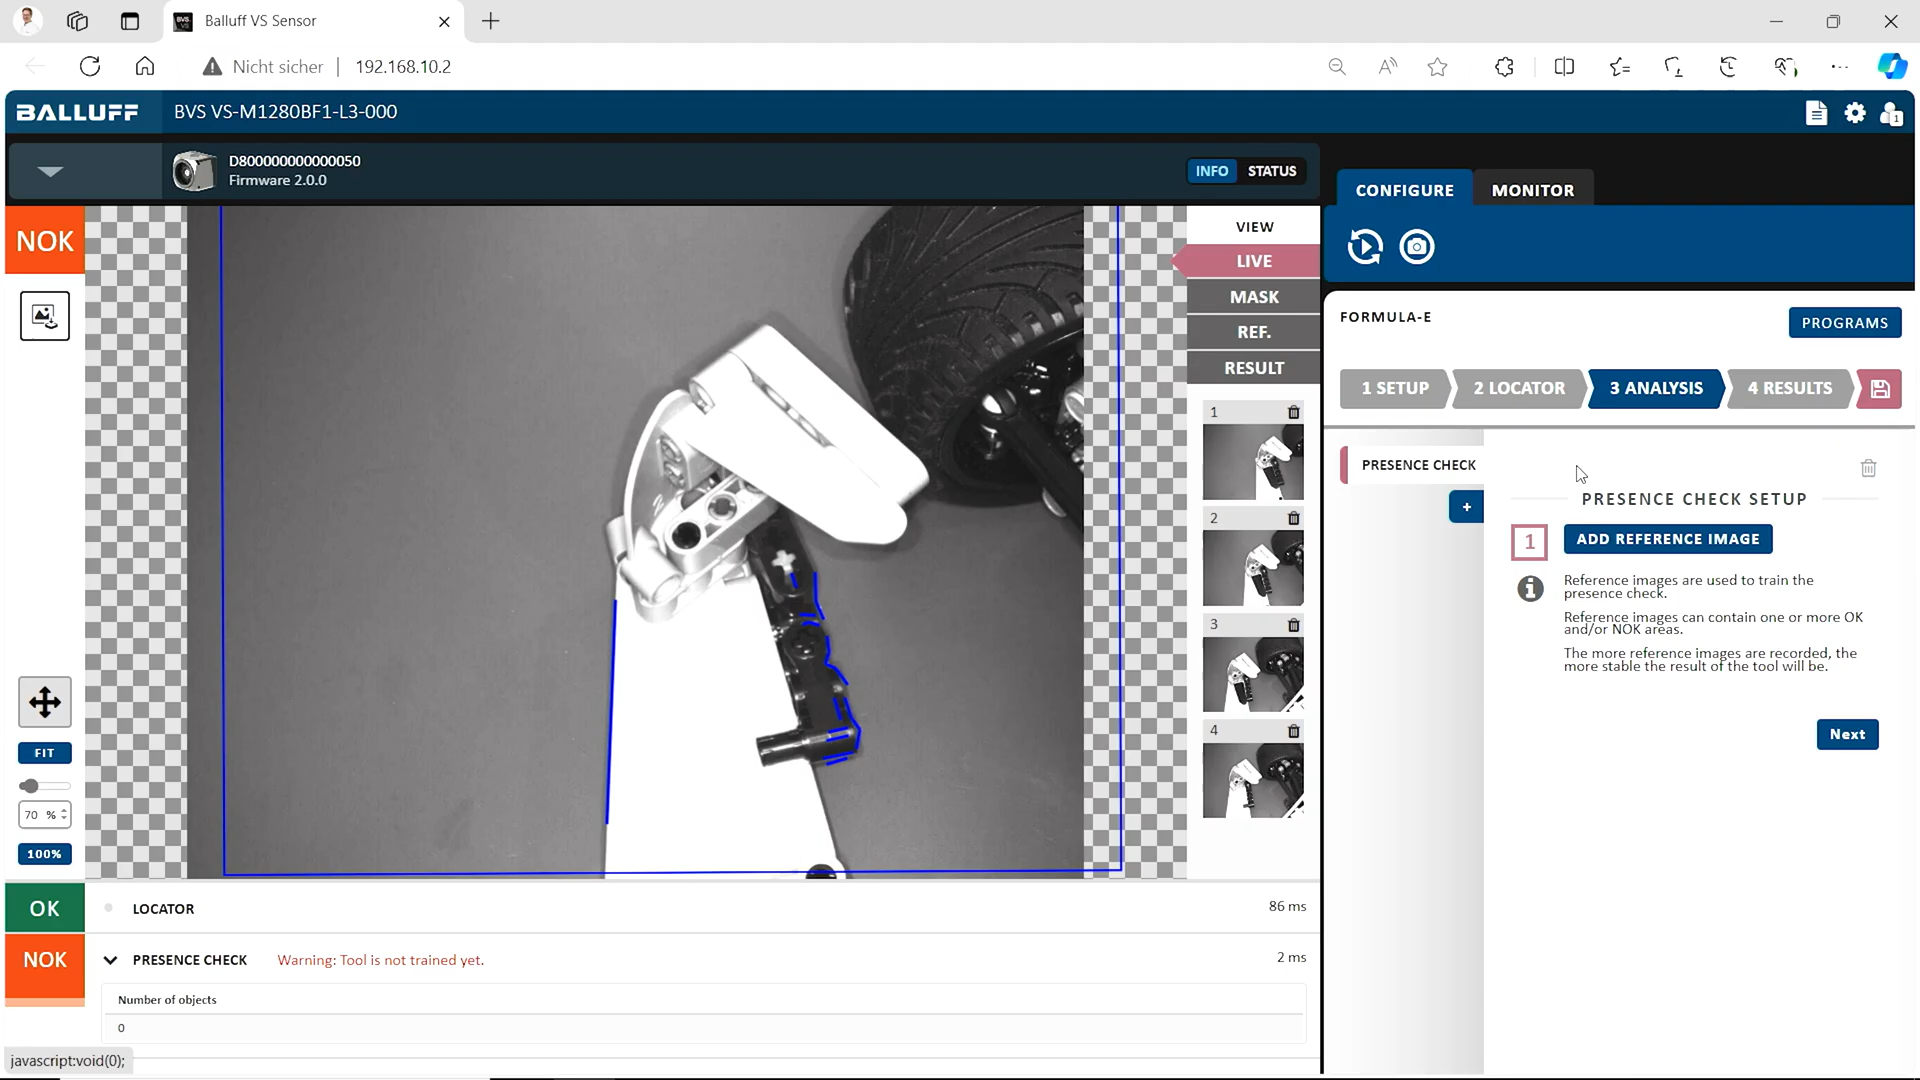 Balluff VS Sensor
Nicht sicher
192.168.10.2
BALLUFF
BVS VS-M1280BF1-L3-000
1
D800000000000050
Firmware 2.0.0
INFO
STATUS
CONFIGURE
MONITOR
NOK
VIEW
LIVE
MASK
REF.
RESULT
FORMULA-E
PROGRAMS
1 SETUP
2 LOCATOR
3 ANALYSIS
4 RESULTS
1
2
3
4
PRESENCE CHECK
+
PRESENCE CHECK SETUP
1
ADD REFERENCE IMAGE
Reference images are used to train the
presence check.
Reference images can contain one or more OK
and/or NOK areas.
The more reference images are recorded, the
more stable the result of the tool will be.
Next
FIT
70 %
100%
OK
LOCATOR
86 ms
NOK
PRESENCE CHECK
Warning: Tool is not trained yet.
2 ms
Number of objects
0
javascript:void(0);